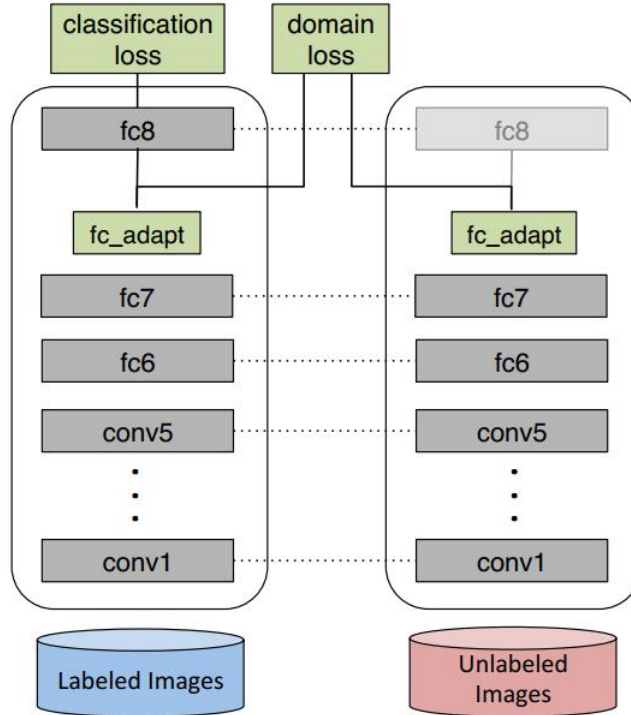 classification
loss
domain
loss
fc8
fc8
fc_adapt
fc_adapt
fc7
fc7
fc6
fc6
conv5
conv5
conv1
conv1
Labeled Images
Unlabeled
Images